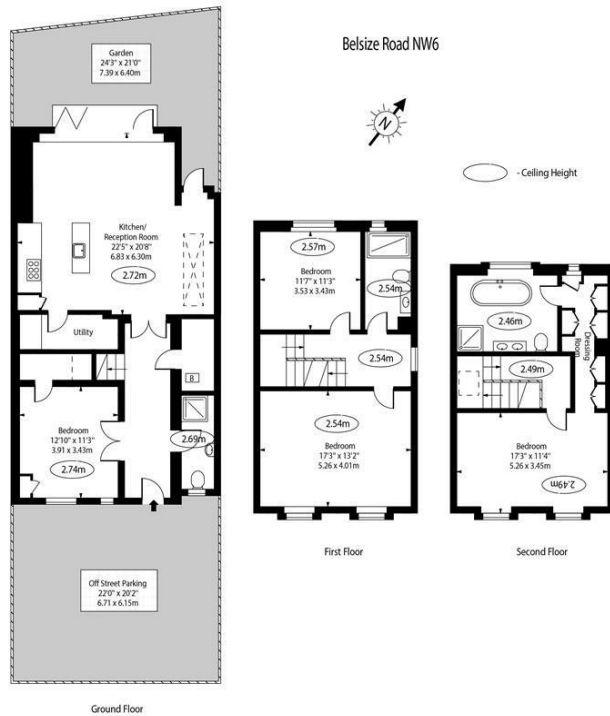 Belsize Road NW6
N
- Ceiling Height
Garden
24'3" x 21'0"
7.39 x 6.40m
Kitchen/
Reception Room
22'5" x 20'8"
6.83 x 6.30m
2.72m
Utility
B
Bedroom
12'10" x 11'3"
3.91 x 3.43m
2.74m
2.69m
Off Street Parking
22'0" x 20'2"
6.71 x 6.15m
Ground Floor
2.57m
Bedroom
11'7" x 11'3"
3.53 x 3.43m
2.54m
2.54m
2.54m
Bedroom
17'3" x 13'2"
5.26 x 4.01m
First Floor
2.46m
Dressing
Room
2.49m
Bedroom
17'3" x 11'4"
5.26 x 3.45m
2.49m
Second Floor